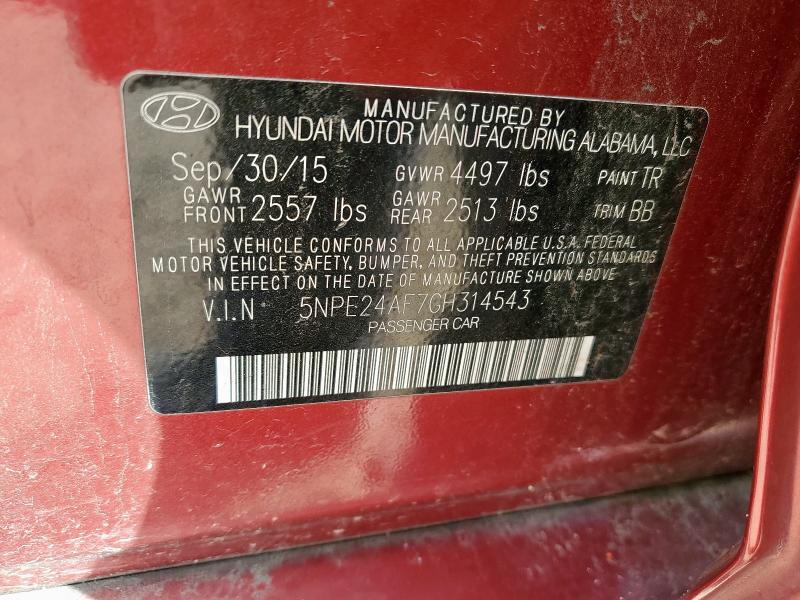 MANUFACTURED BY
HYUNDAI MOTOR MANUFACTURING ALABAMA, LLC
Sep/30/15 GVWR 4497 lbs PAINT TR
GAWR FRONT 2557 lbs GAWR REAR 2513 lbs TRIM BB
THIS VEHICLE CONFORMS TO ALL APPLICABLE U.S.A. FEDERAL
MOTOR VEHICLE SAFETY, BUMPER, AND THEFT PREVENTION STANDARDS
IN EFFECT ON THE DATE OF MANUFACTURE SHOWN ABOVE
V.I.N 5NPE24AF7GH314543
PASSENGER CAR